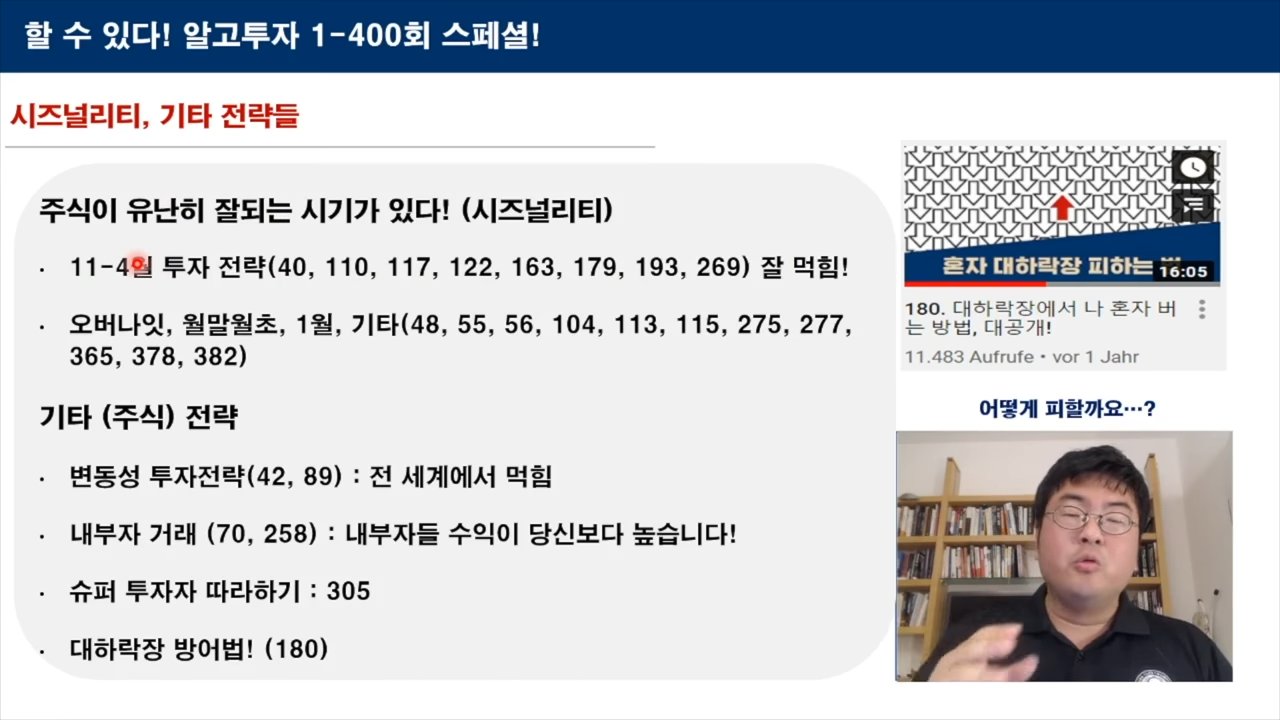 할 수 있다! 알고투자 1-400회 스페셜!
시즈널리티, 기타 전략들
주식이 유난히 잘되는 시기가 있다! (시즈널리티)
· 11-4월 투자 전략(40, 110, 117, 122, 163, 179, 193, 269) 잘 먹힘!
· 오버나잇, 월말월초, 1월, 기타(48, 55, 56, 104, 113, 115, 275, 277,
365, 378, 382)
기타 (주식) 전략
· 변동성 투자전략(42, 89) : 전 세계에서 먹힘
· 내부자 거래 (70, 258) : 내부자들 수익이 당신보다 높습니다!
· 슈퍼 투자자 따라하기 : 305
· 대하락장 방어법! (180)
혼자 대하락장 피하는
16:05
180. 대하락장에서 나 혼자 버
는 방법, 대공개!
11.483 Aufrufe • vor 1 Jahr
어떻게 피할까요…?